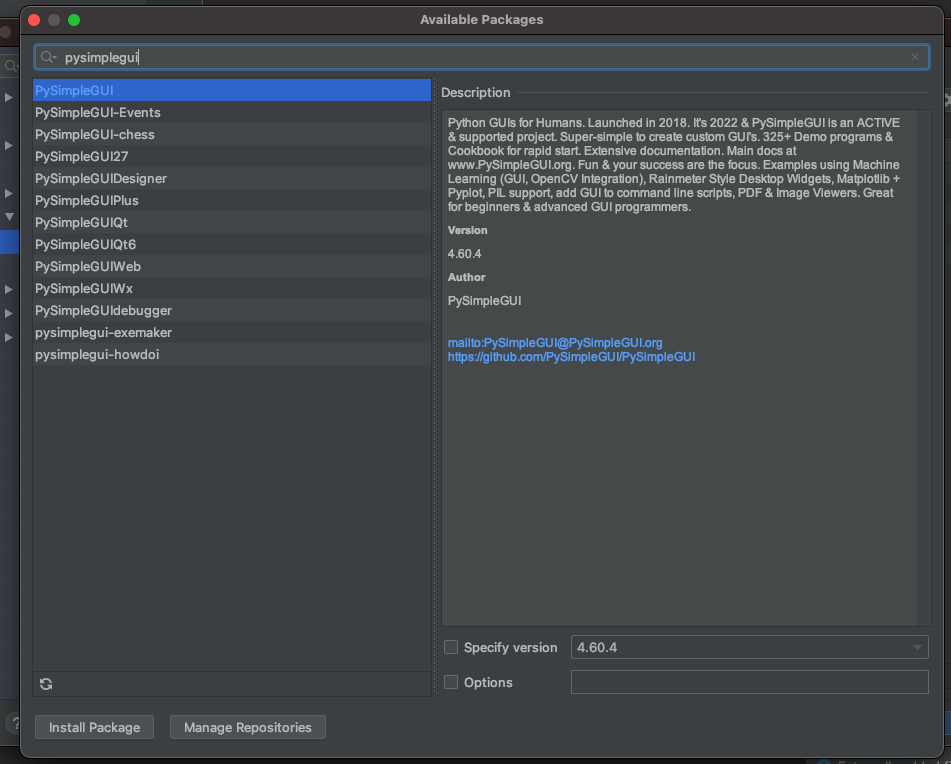 Available Packages
pysimplegui
PySimpleGUI
PySimpleGUI-Events
PySimpleGUI-chess
PySimpleGUI27
PySimpleGUIDesigner
PySimpleGUIPlus
PySimpleGUIQt
PySimpleGUIQt6
PySimpleGUIWeb
PySimpleGUIWx
PySimpleGUIdebugger
pysimplegui-exemaker
pysimplegui-howdoi
Description
Python GUIs for Humans. Launched in 2018. It's 2022 & PySimpleGUI is an ACTIVE
& supported project. Super-simple to create custom GUI's. 325+ Demo programs &
Cookbook for rapid start. Extensive documentation. Main docs at
www.PySimpleGUI.org. Fun & your success are the focus. Examples using Machine
Learning (GUI, OpenCV Integration), Rainmeter Style Desktop Widgets, Matplotlib +
Pyplot, PIL support, add GUI to command line scripts, PDF & Image Viewers. Great
for beginners & advanced GUI programmers.
Version
4.60.4
Author
PySimpleGUI
mailto:PySimpleGUI@PySimpleGUI.org
https://github.com/PySimpleGUI/PySimpleGUI
Specify version
4.60.4
Options
Install Package
Manage Repositories
?